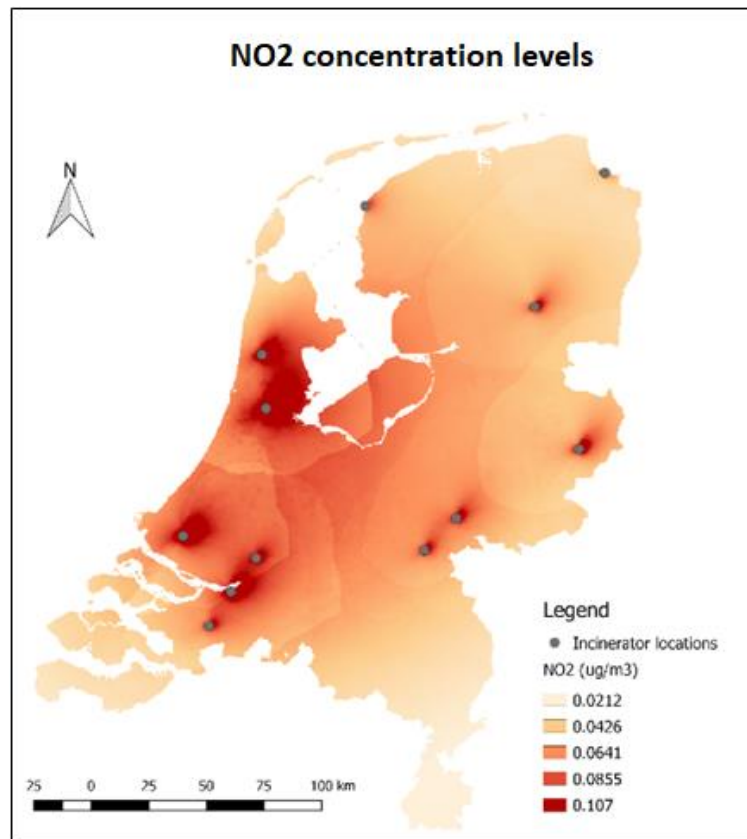 NO2 concentration levels
N
Legend
Incinerator locations
NO2 (ug/m3)
0.0212
0.0426
0.0641
0.0855
0.107
25 0 25 50 75 100 km